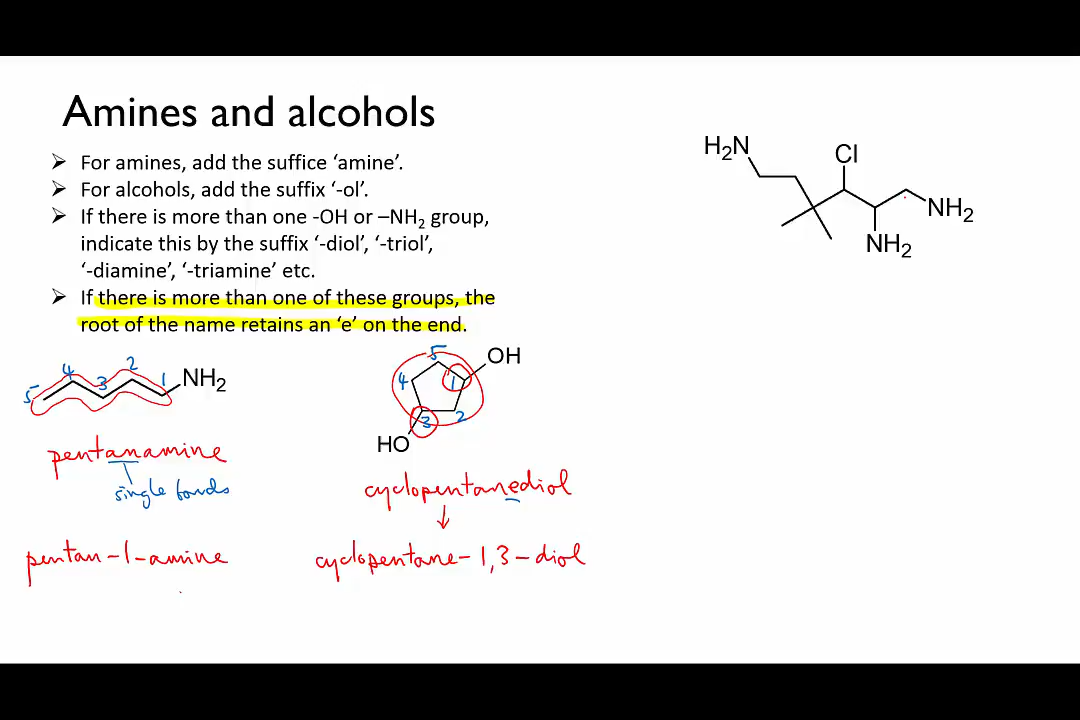 Amines and alcohols
➢ For amines, add the suffice ‘amine’.
➢ For alcohols, add the suffix ‘-ol’.
➢ If there is more than one -OH or –NH₂ group,
indicate this by the suffix ‘-diol’, ‘-triol’,
‘-diamine’, ‘-triamine’ etc.
➢ If there is more than one of these groups, the
root of the name retains an ‘e’ on the end.
H₂N
Cl
NH₂
NH₂
5 4 3 2 1 NH₂
pentanamine
single bonds
pentan-1-amine
5 OH
4 1
3 2
HO
cyclopentanediol
↓
cyclopentane-1,3-diol